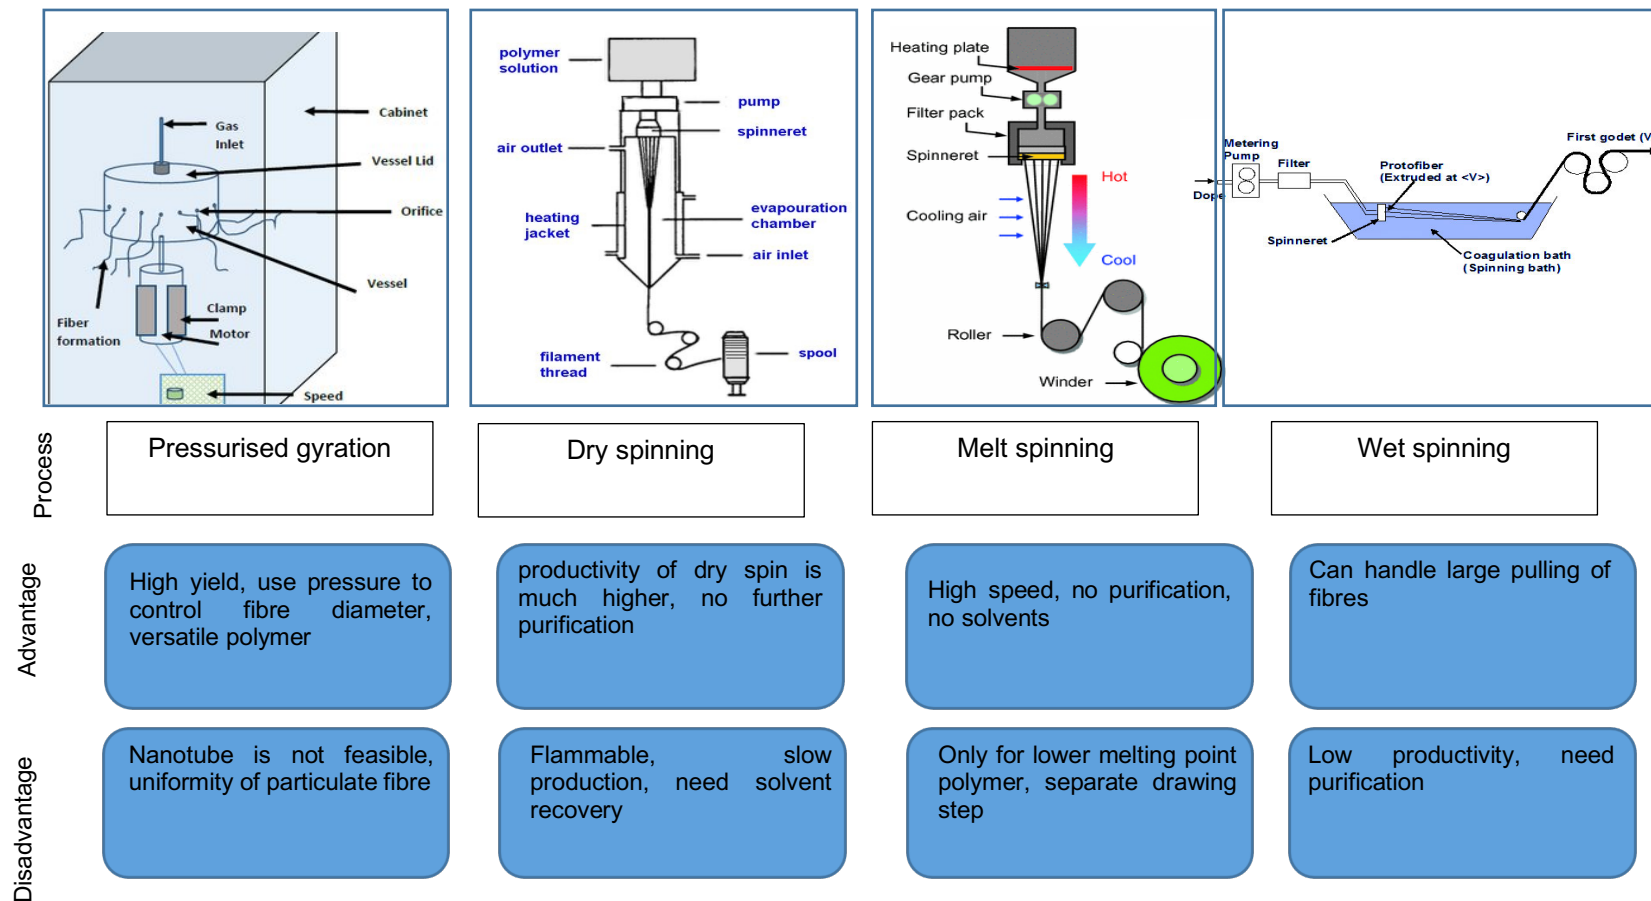 Gas
Inlet
Cabinet
Vessel Lid
Orifice
Vessel
Clamp
Motor
Fiber
formation
Speed
polymer
solution
pump
spinneret
air outlet
heating
jacket
evapouration
chamber
air inlet
filament
thread
spool
Heating plate
Gear pump
Filter pack
Spinneret
Hot
Cooling air
Cool
Roller
Winder
Metering
Pump
Filter
Dope
Protofiber
(Extruded at <V>)
First godet (V
Spinneret
Coagulation bath
(Spinning bath)
Process
Pressurised gyration
Dry spinning
Melt spinning
Wet spinning
Advantage
High yield, use pressure to
control fibre diameter,
versatile polymer
productivity of dry spin is
much higher, no further
purification
High speed, no purification,
no solvents
Can handle large pulling of
fibres
Disadvantage
Nanotube is not feasible,
uniformity of particulate fibre
Flammable, slow
production, need solvent
recovery
Only for lower melting point
polymer, separate drawing
step
Low productivity, need
purification